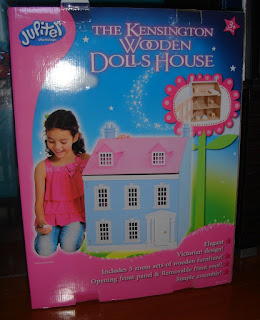 Jupiter
THE KENSINGTON
WOODEN
DOLLS HOUSE
Elegant
Victorian design!
Includes 5 room sets of wooden furniture!
Opening front panel & Removable front roof!
Simple assembly!